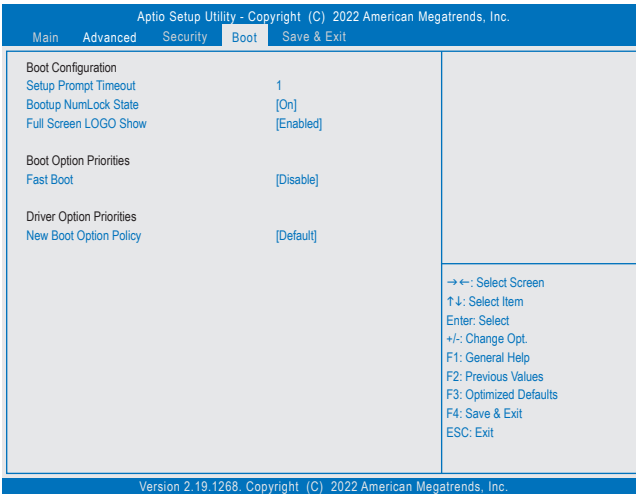 Aptio Setup Utility - Copyright (C) 2022 American Megatrends, Inc.
Main Advanced Security Boot Save & Exit
Boot Configuration
Setup Prompt Timeout 1
Bootup NumLock State [On]
Full Screen LOGO Show [Enabled]
Boot Option Priorities
Fast Boot [Disable]
Driver Option Priorities
New Boot Option Policy [Default]
→←: Select Screen
↑↓: Select Item
Enter: Select
+/-: Change Opt.
F1: General Help
F2: Previous Values
F3: Optimized Defaults
F4: Save & Exit
ESC: Exit
Version 2.19.1268. Copyright (C) 2022 American Megatrends, Inc.